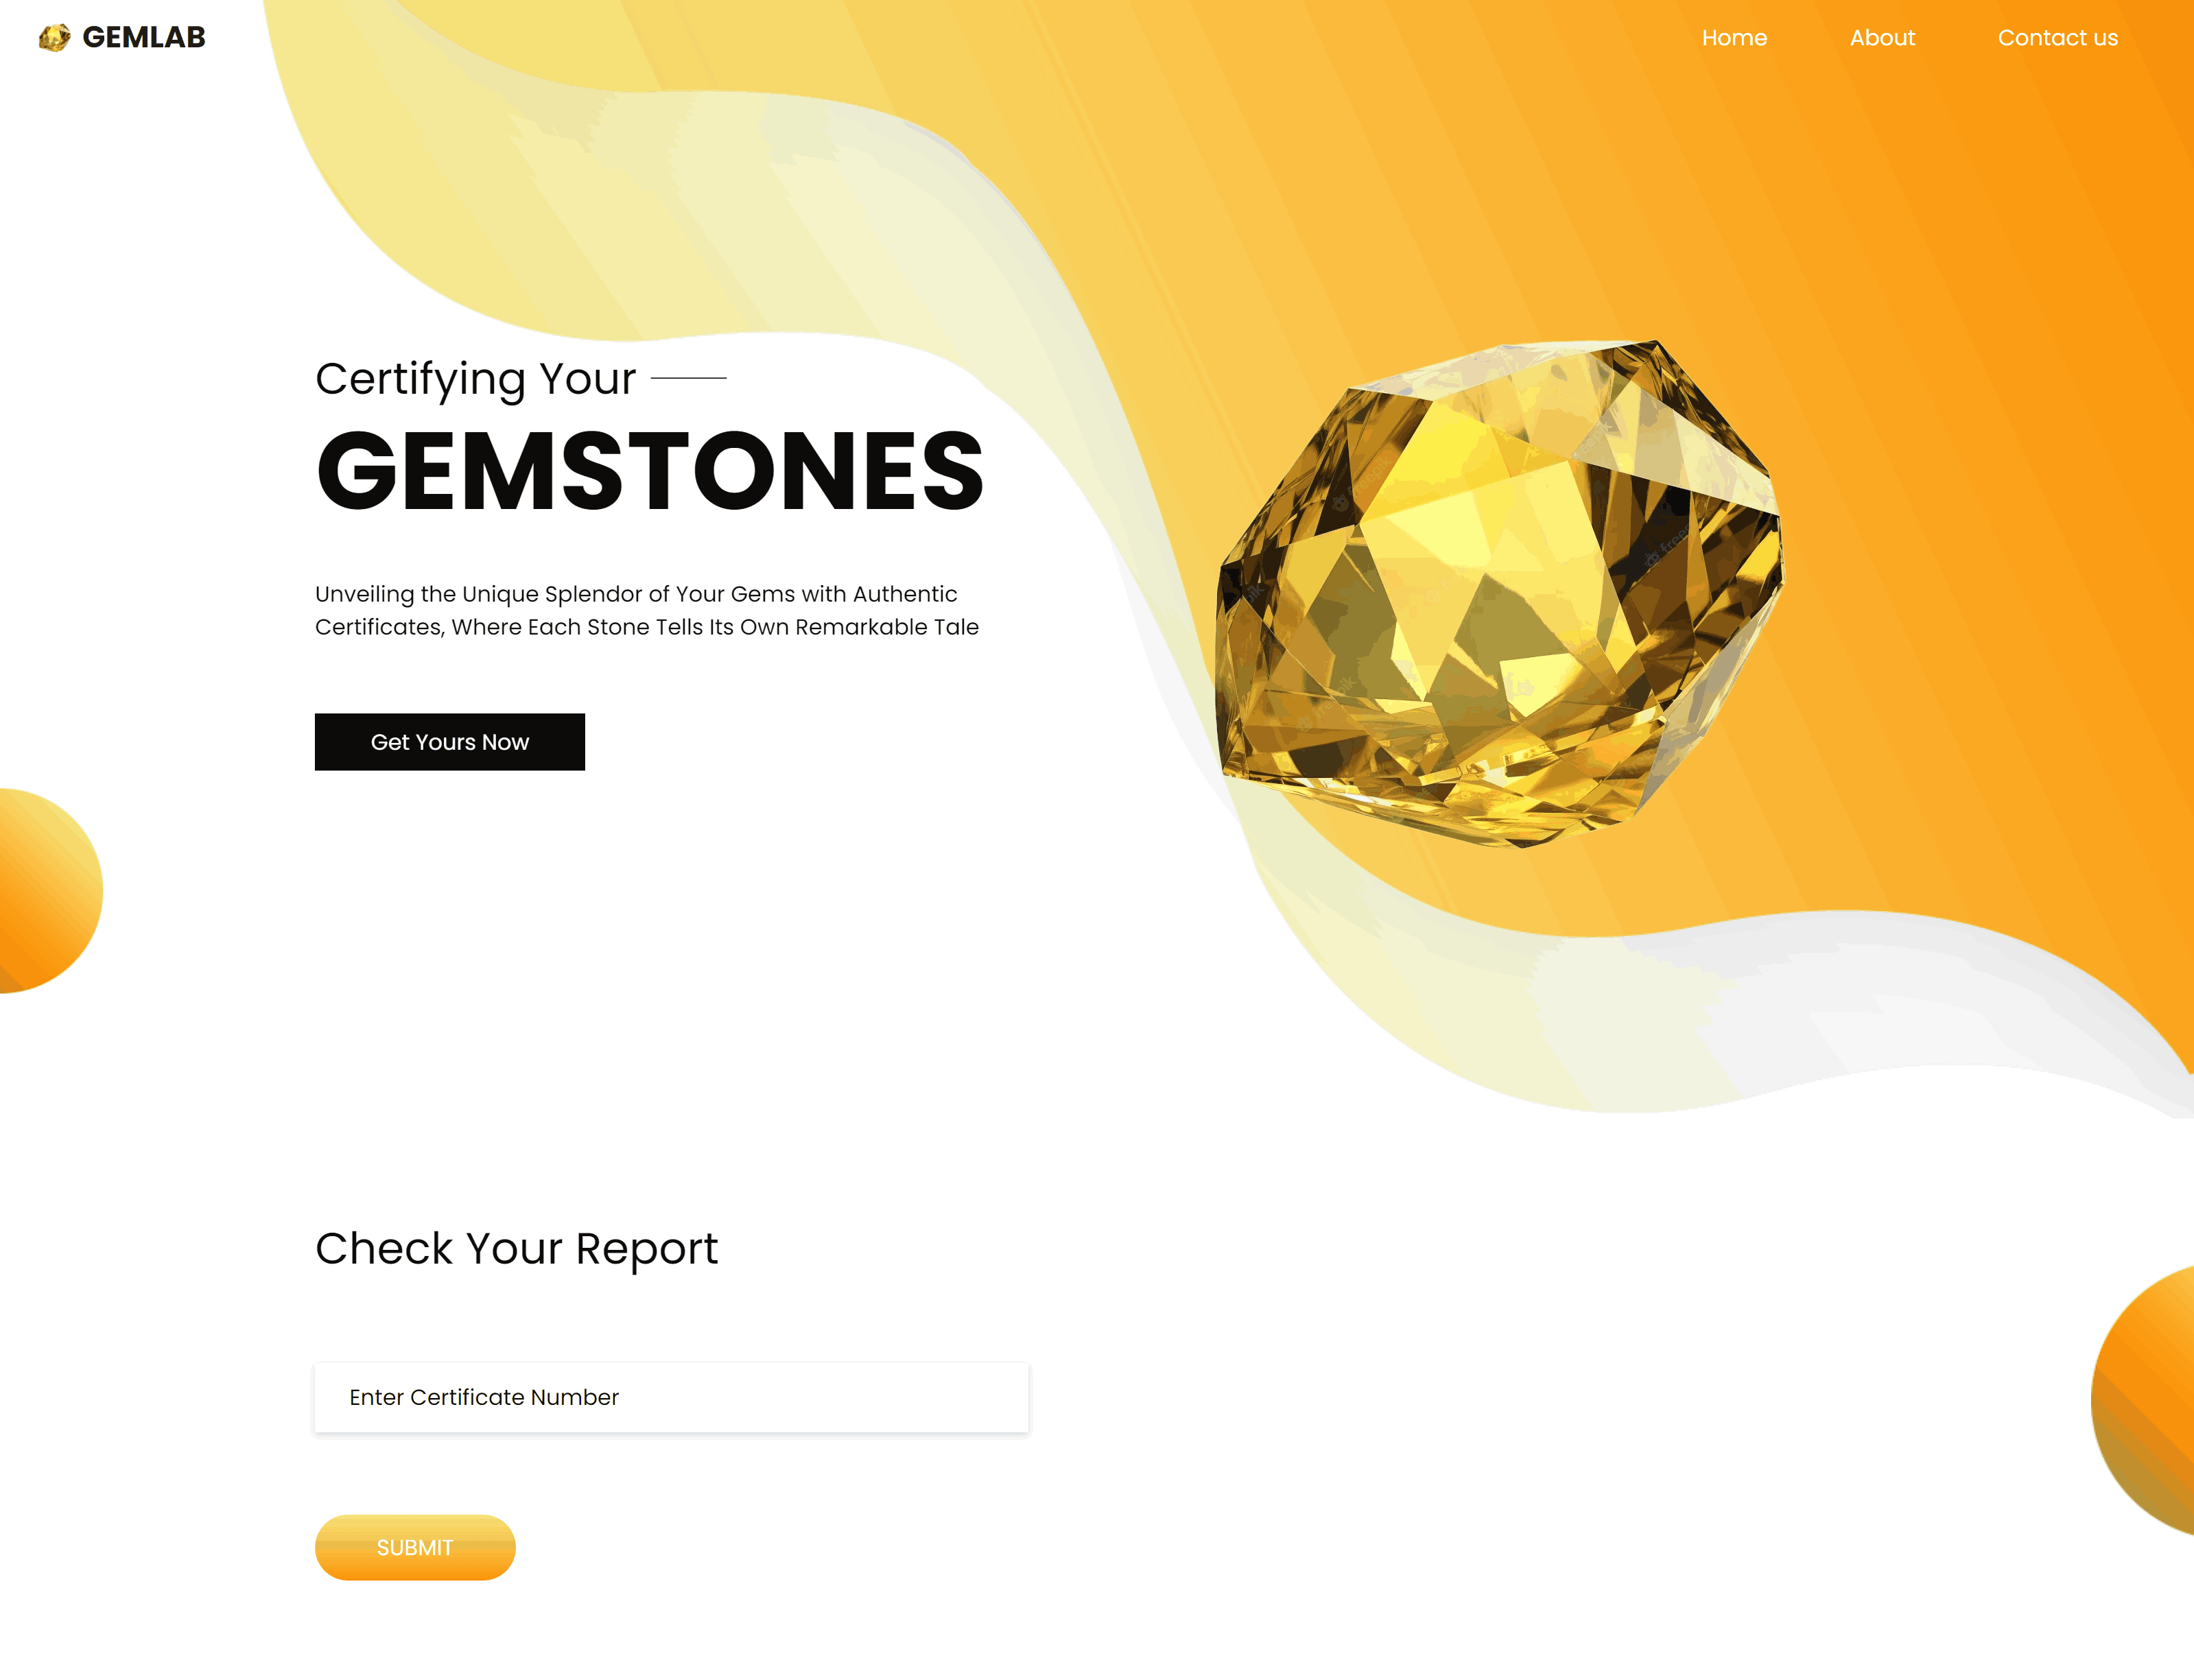 GEMLAB
Home
About
Contact us
Certifying Your
GEMSTONES
Unveiling the Unique Splendor of Your Gems with Authentic
Certificates, Where Each Stone Tells Its Own Remarkable Tale
Get Yours Now
Check Your Report
Enter Certificate Number
SUBMIT